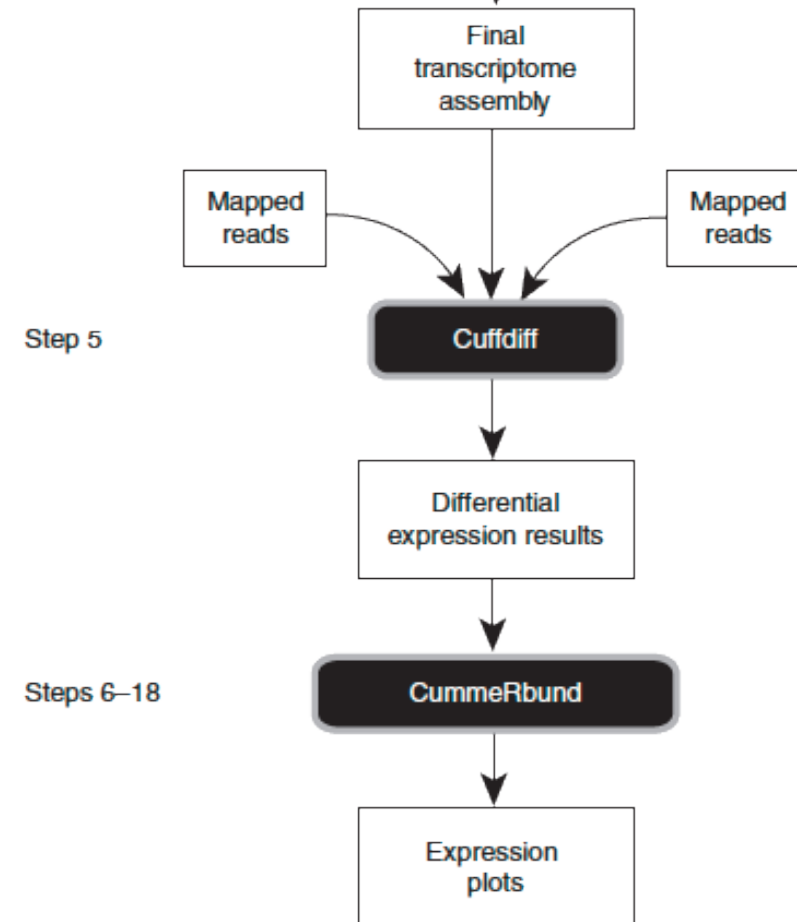 Final
transcriptome
assembly
Mapped
reads
Mapped
reads
Step 5
Cuffdiff
Differential
expression results
Steps 6–18
CummeRbund
Expression
plots